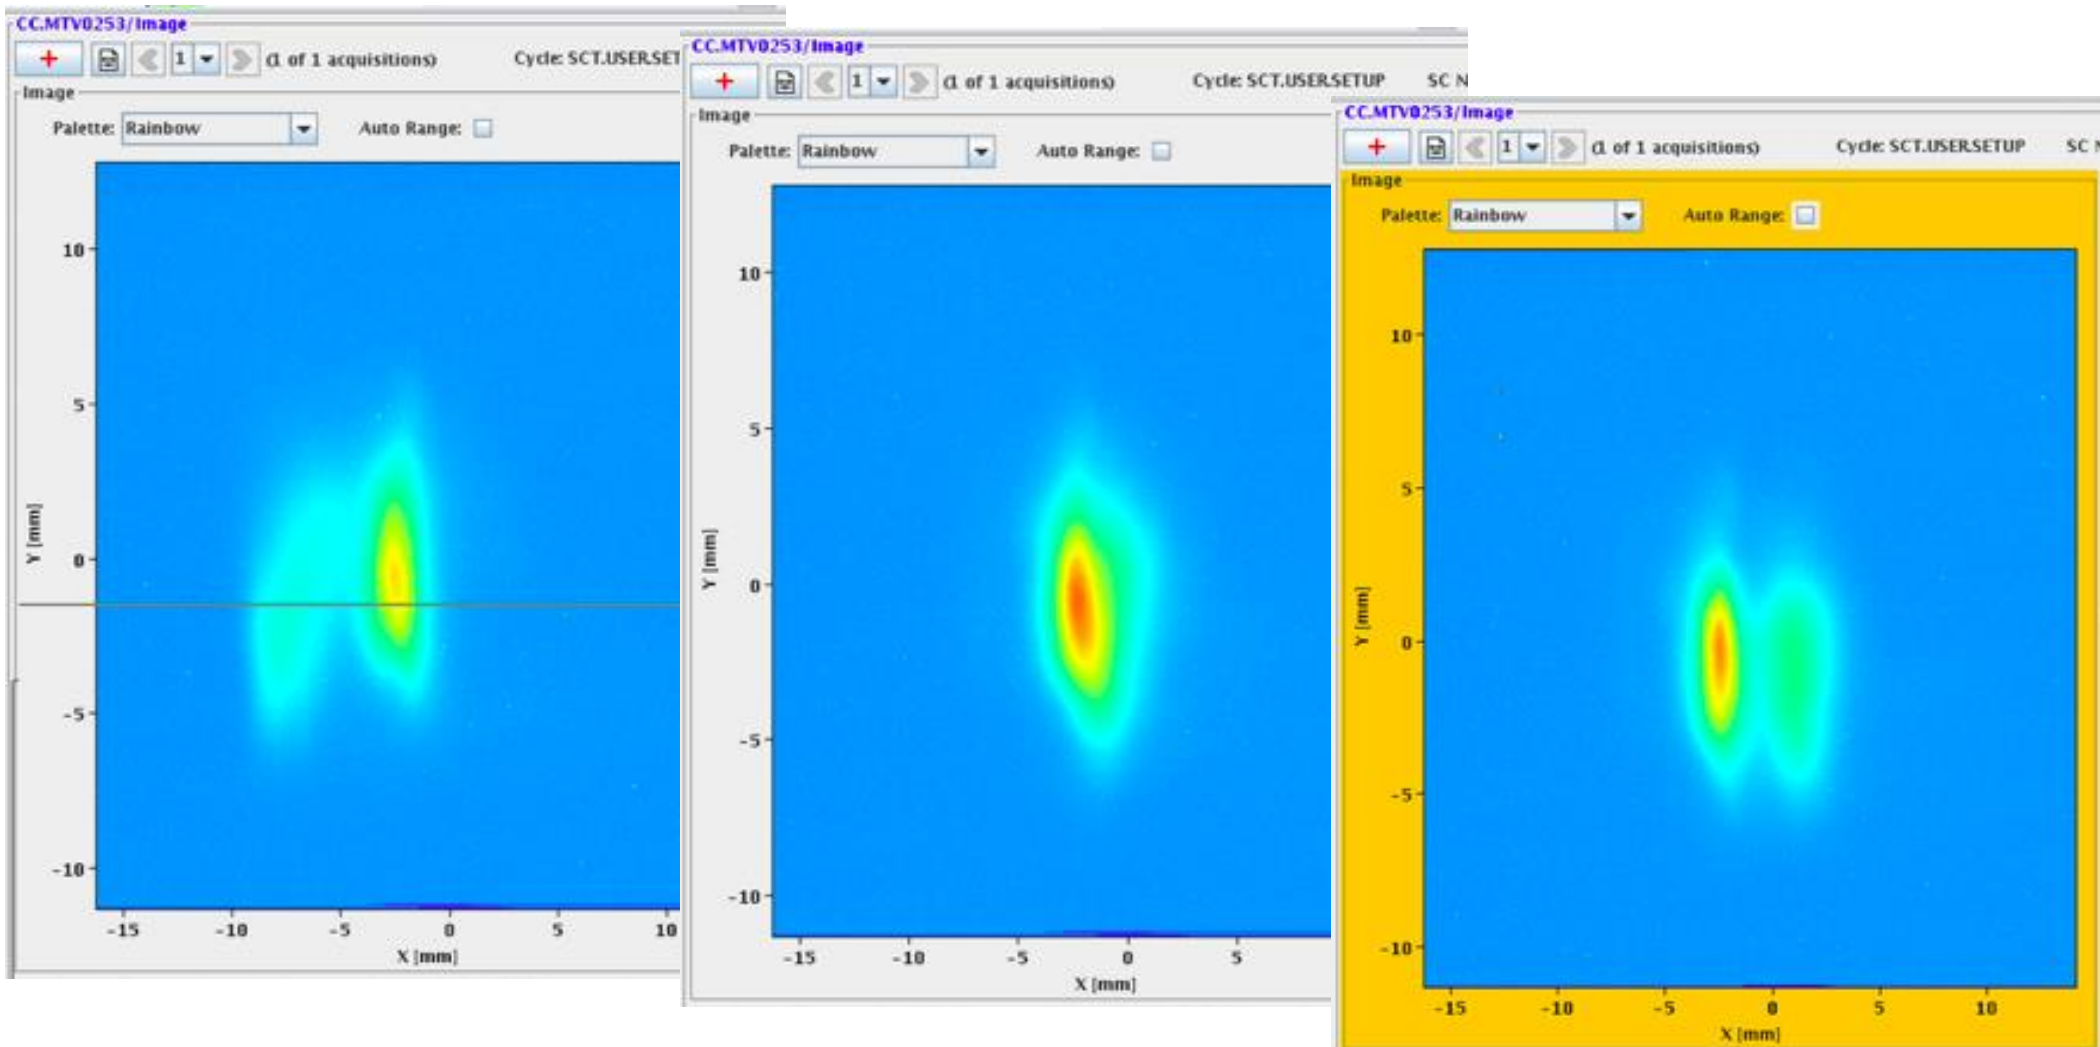 CC.MTV0253/Image
+ 1 (1 of 1 acquisitions) Cycle: SCT.USER.SET
Image
Palette: Rainbow Auto Range:
10
5
0
-5
-10
Y [mm]
-15 -10 -5 0 5 10
X [mm]
CC.MTV0253/Image
+ 1 (1 of 1 acquisitions) Cycle: SCT.USER.SETUP SC N
Image
Palette: Rainbow Auto Range:
10
5
0
-5
-10
Y [mm]
-15 -10 -5 0 5
X [mm]
CC.MTV0253/Image
+ 1 (1 of 1 acquisitions) Cycle: SCT.USER.SETUP SC
Image
Palette: Rainbow Auto Range:
10
5
0
-5
-10
Y [mm]
-15 -10 -5 0 5 10
X [mm]